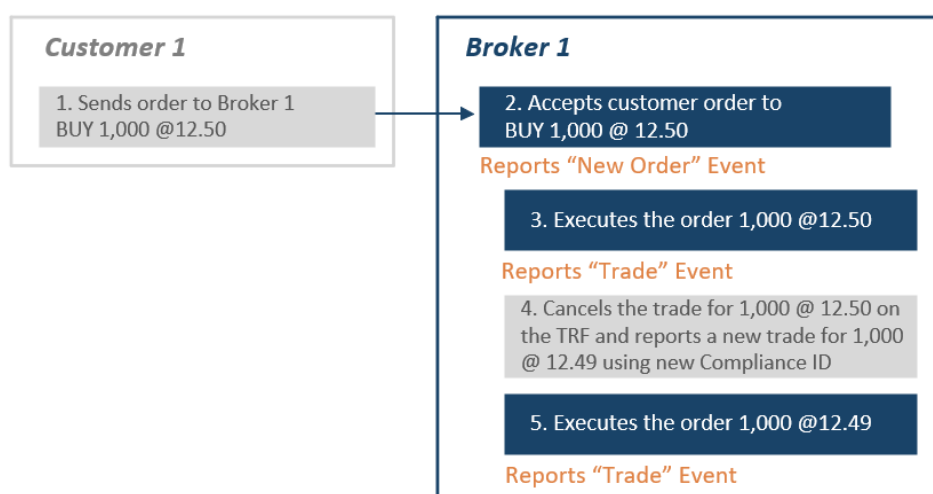 Customer 1
1. Sends order to Broker 1
BUY 1,000 @12.50
Broker 1
2. Accepts customer order to
BUY 1,000 @ 12.50
Reports “New Order” Event
3. Executes the order 1,000 @12.50
Reports “Trade” Event
4. Cancels the trade for 1,000 @ 12.50 on
the TRF and reports a new trade for 1,000
@ 12.49 using new Compliance ID
5. Executes the order 1,000 @12.49
Reports “Trade” Event